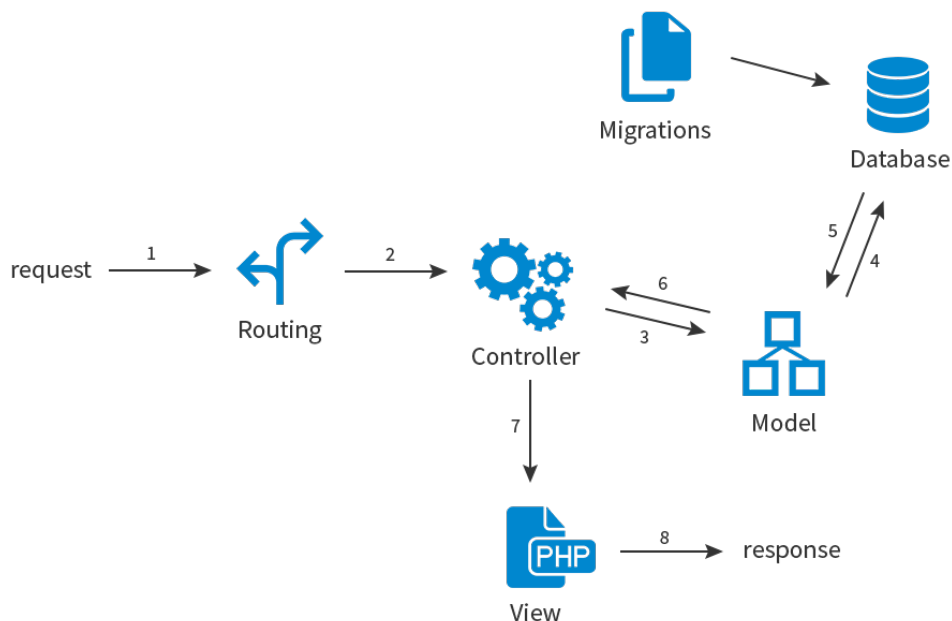 Migrations
Database
request
1
Routing
2
Controller
6
3
5
4
Model
7
PHP
View
8
response